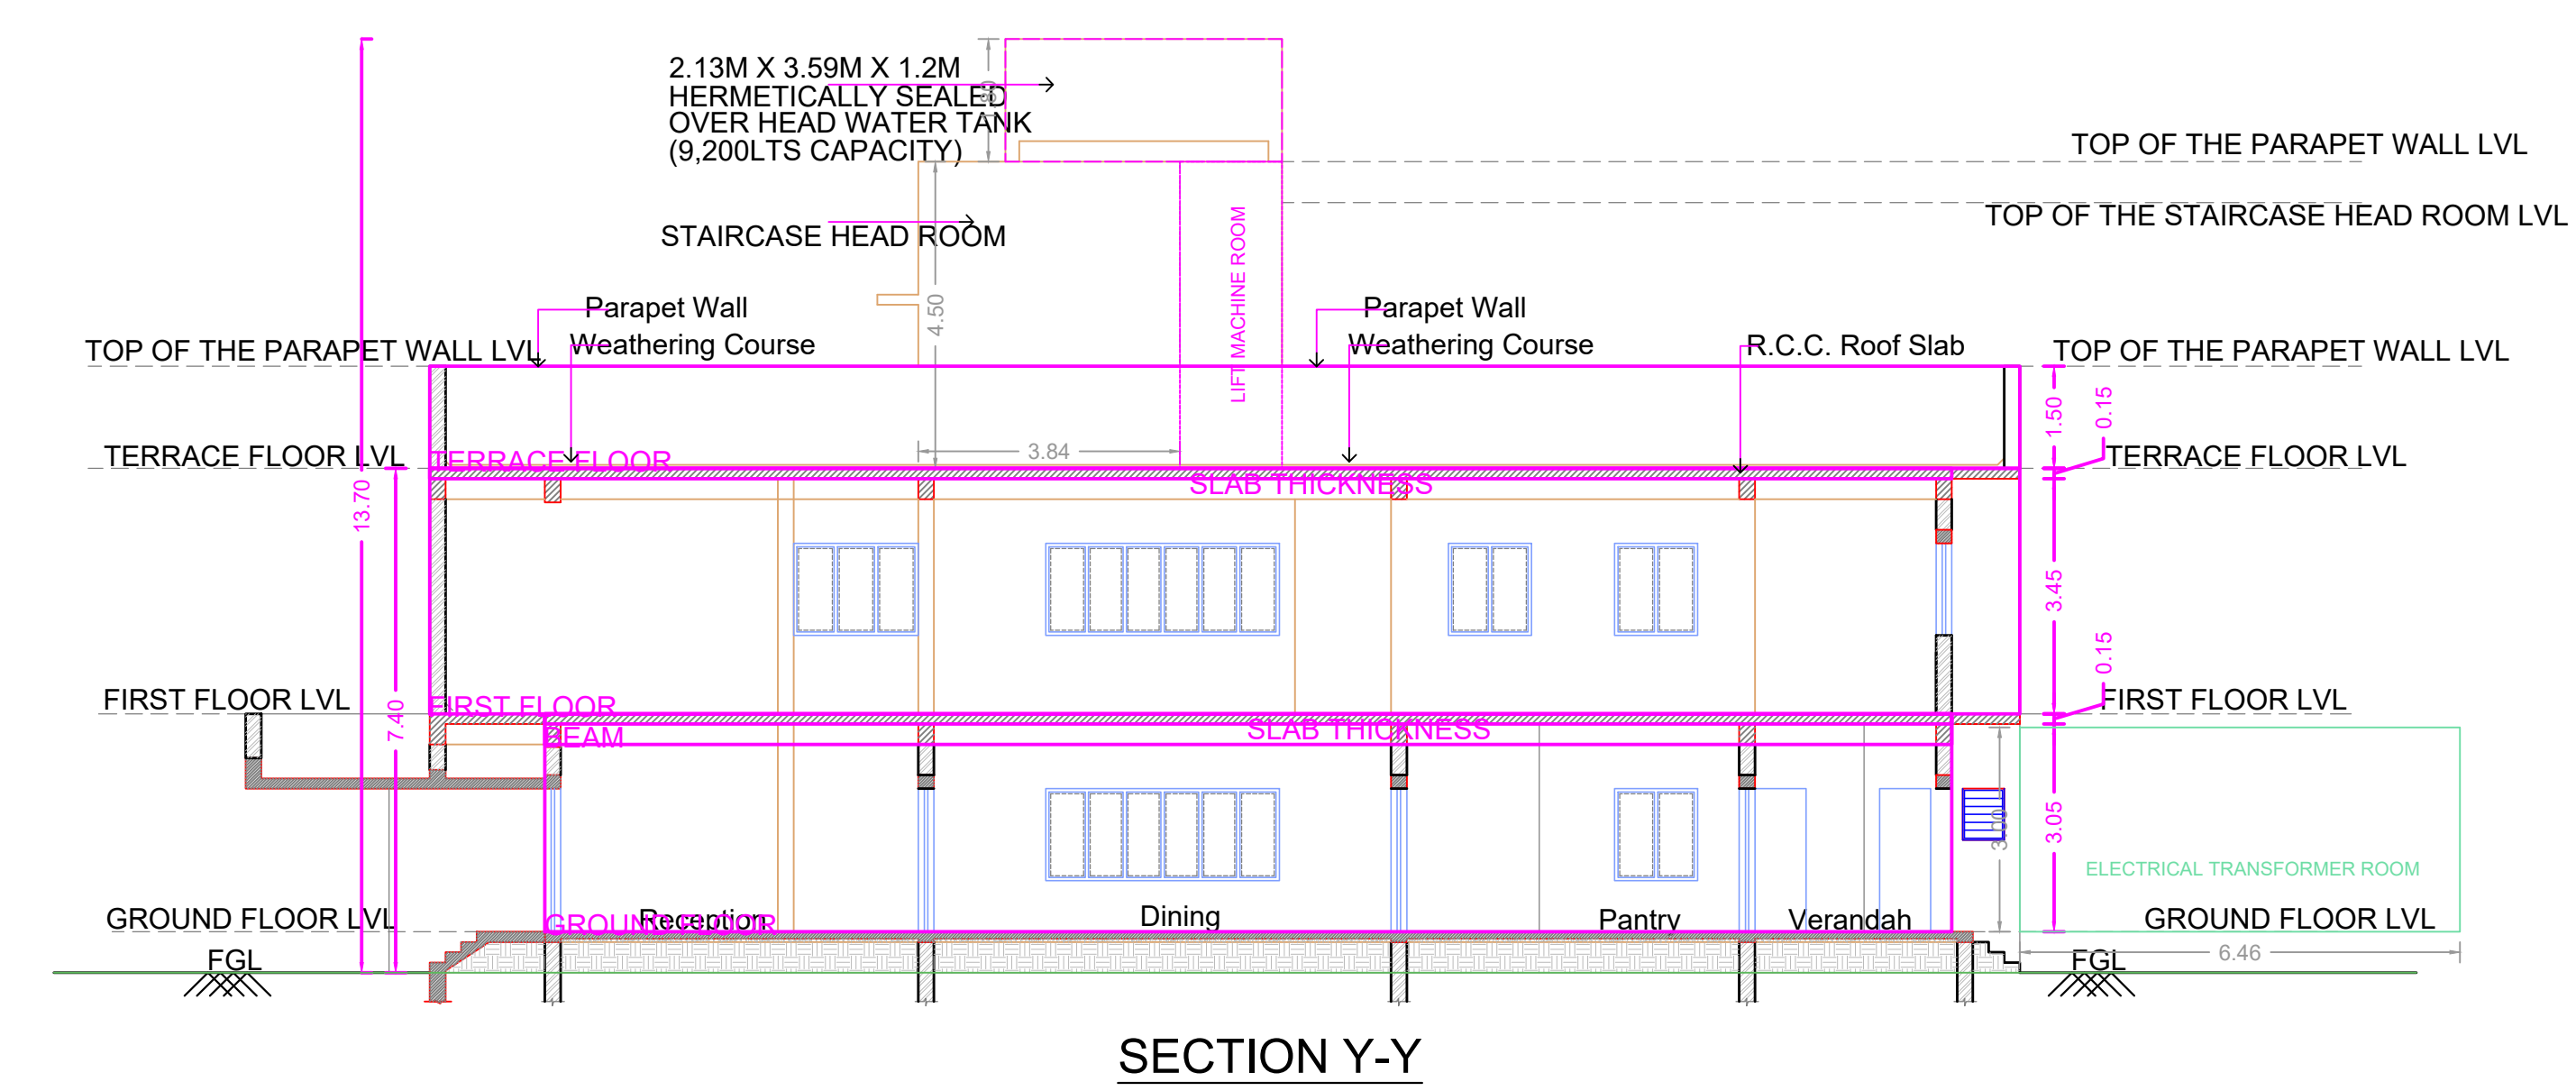 2.13M X 3.59M X 1.2M
HERMETICALLY SEALED
OVER HEAD WATER TANK
(9,200LTS CAPACITY)
1.80
TOP OF THE PARAPET WALL LVL
TOP OF THE STAIRCASE HEAD ROOM LVL
STAIRCASE HEAD ROOM
LIFT MACHINE ROOM
4.50
Parapet Wall
Parapet Wall
Weathering Course
Weathering Course
R.C.C. Roof Slab
TOP OF THE PARAPET WALL LVL
TOP OF THE PARAPET WALL LVL
1.50
0.15
3.84
TERRACE FLOOR LVL
TERRACE FLOOR
TERRACE FLOOR LVL
SLAB THICKNESS
13.70
3.45
0.15
FIRST FLOOR LVL
FIRST FLOOR
FIRST FLOOR LVL
7.40
BEAM
SLAB THICKNESS
3.00
3.05
ELECTRICAL TRANSFORMER ROOM
GROUND FLOOR LVL
GROUND FLOOR
Reception
Dining
Pantry
Verandah
GROUND FLOOR LVL
FGL
FGL
6.46
SECTION Y-Y